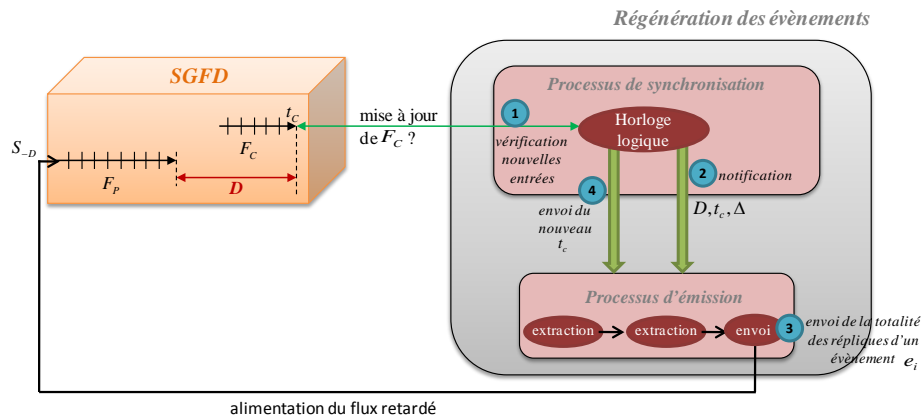 Régénération des évènements
SGFD
Processus de synchronisation
t_C
F_C
mise à jour
de F_C ?
1
vérification
nouvelles
entrées
Horloge
logique
S_{-D}
F_P
D
2
notification
4
envoi du
nouveau
t_c
D, t_c, Δ
Processus d'émission
extraction
extraction
envoi
3
envoi de la totalité
des répliques d'un
évènement e_i
alimentation du flux retardé